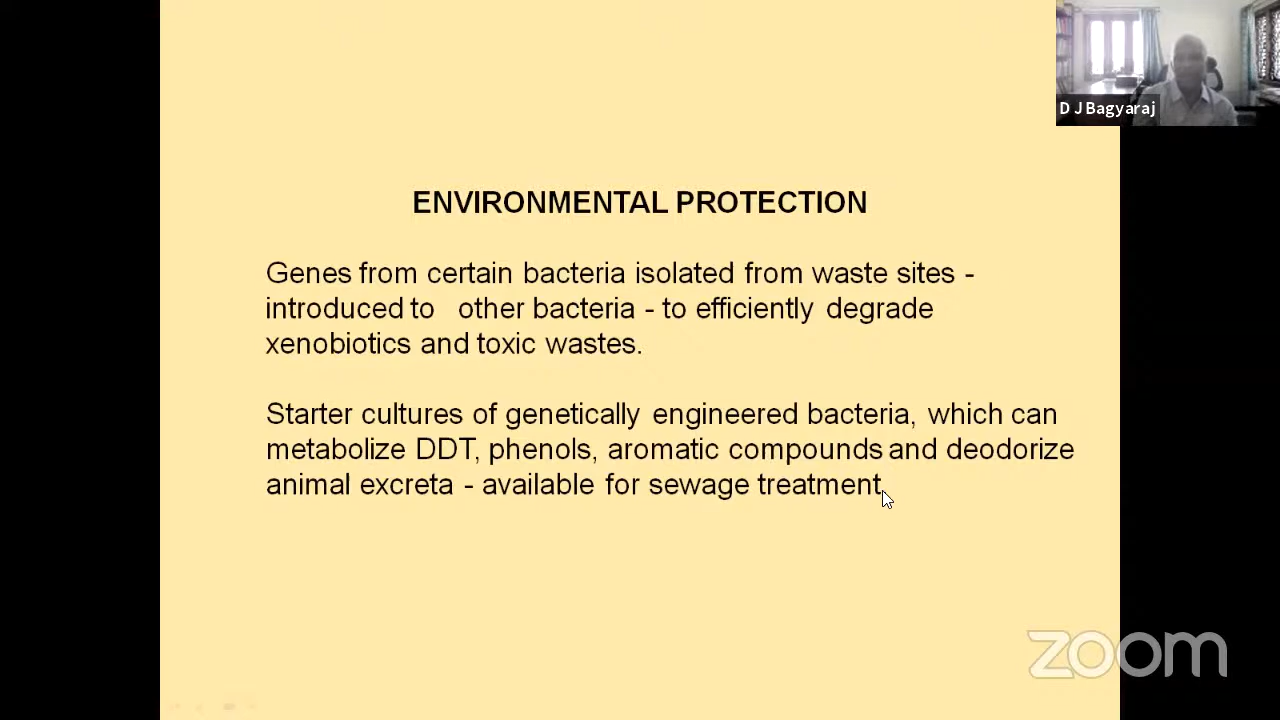 D J Bagyaraj
ENVIRONMENTAL PROTECTION
Genes from certain bacteria isolated from waste sites -
introduced to other bacteria - to efficiently degrade
xenobiotics and toxic wastes.
Starter cultures of genetically engineered bacteria, which can
metabolize DDT, phenols, aromatic compounds and deodorize
animal excreta - available for sewage treatment.
zoom